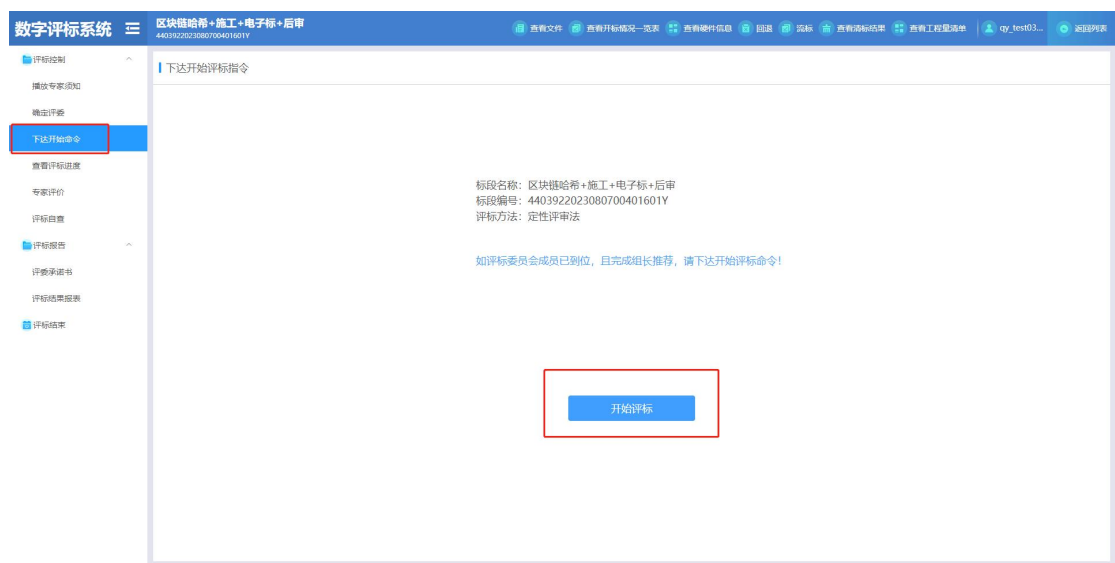 数字评标系统
区块链哈希+施工+电子标+后审
4403922023080700401601Y
查看文件 查看开标情况一览表 查看硬件信息 回退 流标 查看清标结果 查看工程量清单 qy_test03... 返回列表
评标控制
播放专家须知
确定评委
下达开始命令
查看评标进度
专家评价
评标自查
评标报告
评委承诺书
评标结果报表
评标结束
下达开始评标指令
标段名称：区块链哈希+施工+电子标+后审
标段编号：4403922023080700401601Y
评标方法：定性评审法
如评标委员会成员已到位，且完成组长推荐，请下达开始评标命令！
开始评标